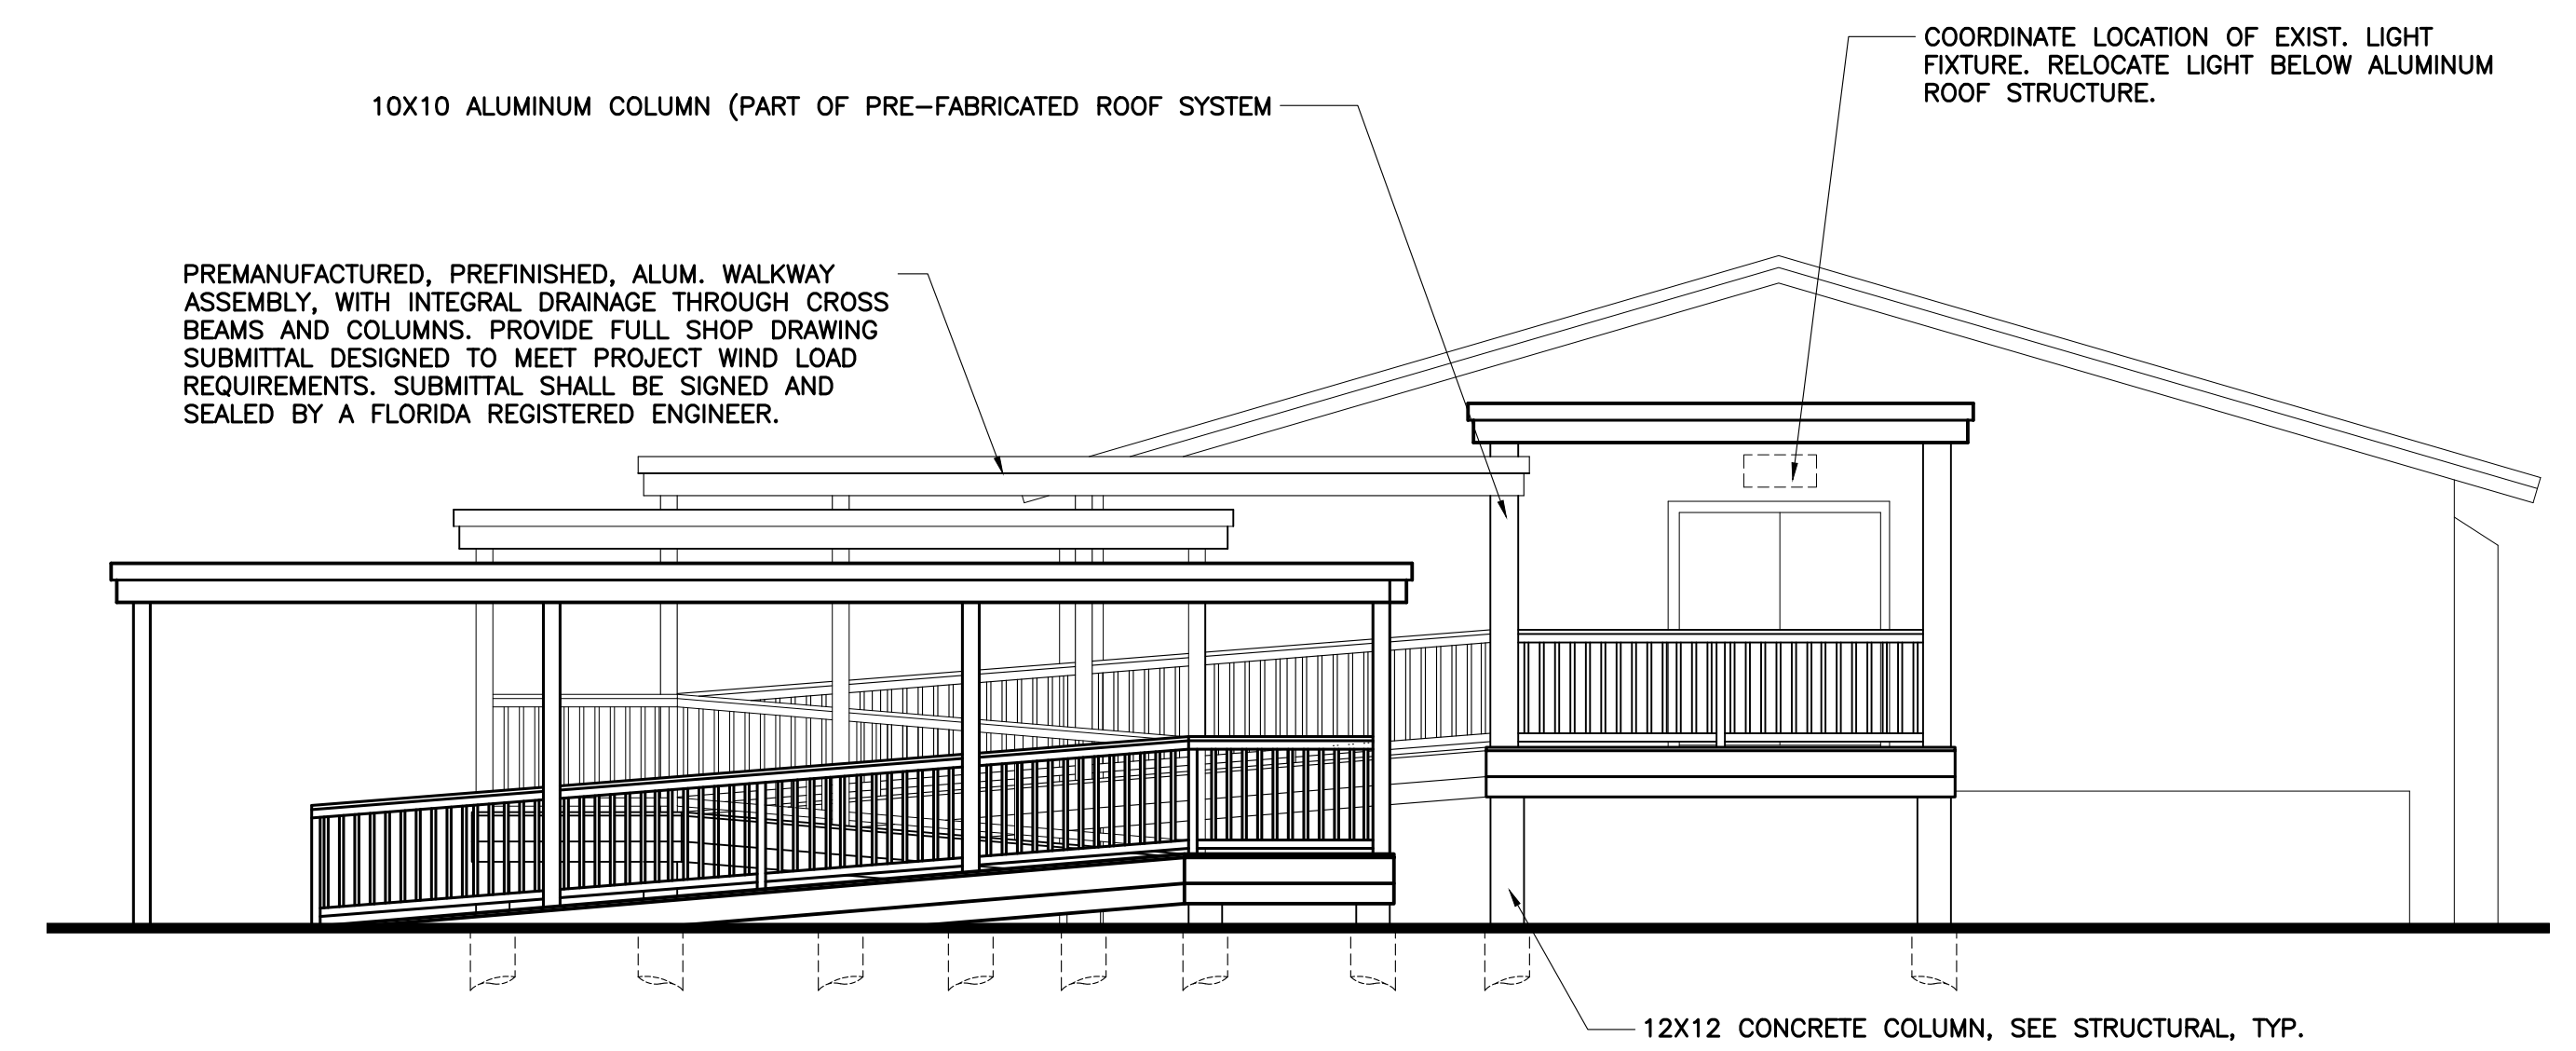 COORDINATE LOCATION OF EXIST. LIGHT
FIXTURE. RELOCATE LIGHT BELOW ALUMINUM
ROOF STRUCTURE.
10X10 ALUMINUM COLUMN (PART OF PRE-FABRICATED ROOF SYSTEM
PREMANUFACTURED, PREFINISHED, ALUM. WALKWAY
ASSEMBLY, WITH INTEGRAL DRAINAGE THROUGH CROSS
BEAMS AND COLUMNS. PROVIDE FULL SHOP DRAWING
SUBMITTAL DESIGNED TO MEET PROJECT WIND LOAD
REQUIREMENTS. SUBMITTAL SHALL BE SIGNED AND
SEALED BY A FLORIDA REGISTERED ENGINEER.
12X12 CONCRETE COLUMN, SEE STRUCTURAL, TYP.